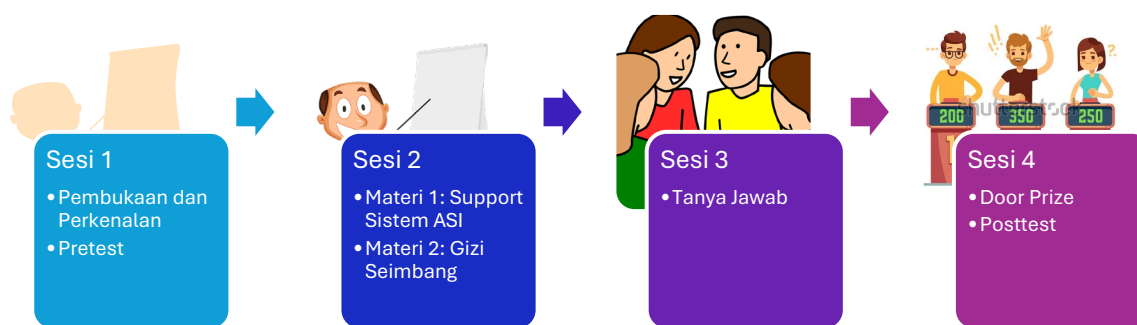 Sesi 1
•Pembukaan dan
Perkenalan
•Pretest
Sesi 2
•Materi 1: Support
Sistem ASI
•Materi 2: Gizi
Seimbang
Sesi 3
•Tanya Jawab
200
350
250
shutterstock
Sesi 4
•Door Prize
•Posttest